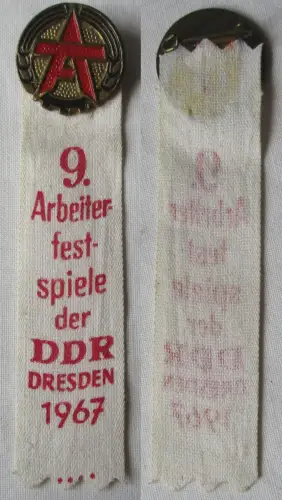 9.
Arbeiter-
fest-
spiele
der
DDR
DRESDEN
1967